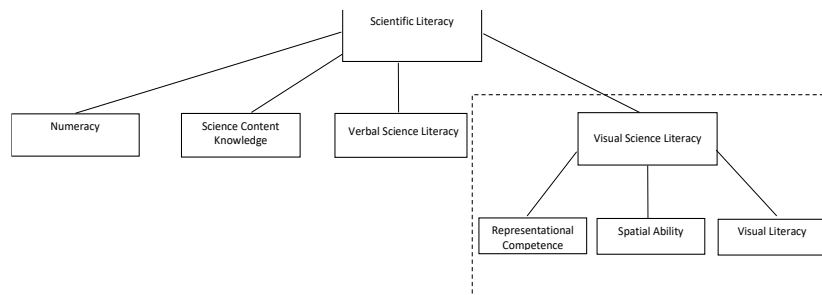 Scientific Literacy
Numeracy
Science Content
Knowledge
Verbal Science Literacy
Visual Science Literacy
Representational
Competence
Spatial Ability
Visual Literacy